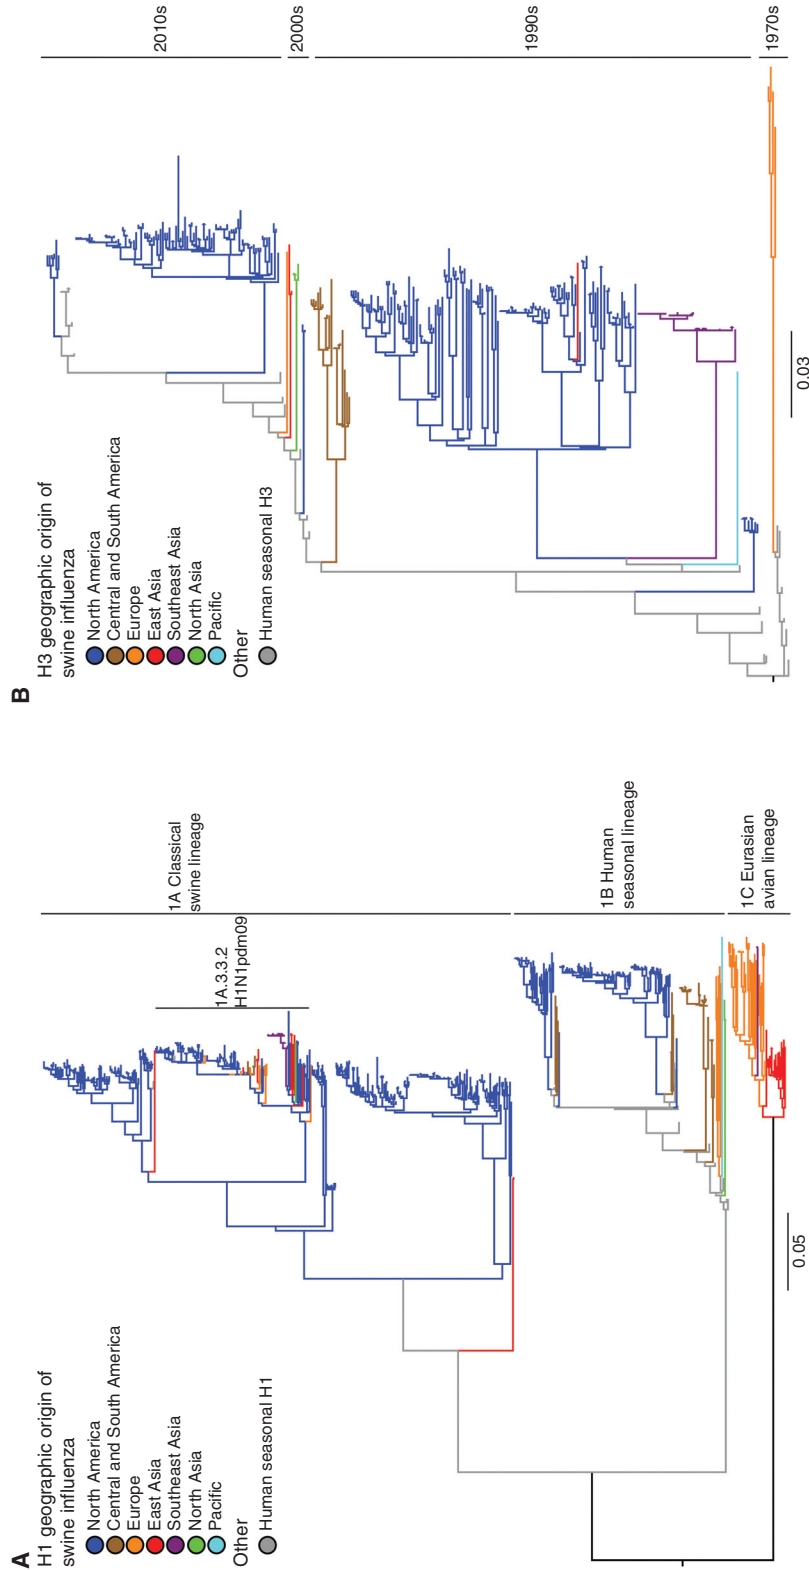 A
H1 geographic origin of
swine influenza
North America
Central and South America
Europe
East Asia
Southeast Asia
North Asia
Pacific
Other
Human seasonal H1
0.05
1A Classical
swine lineage
1A.3.3.2
H1N1pdm09
1B Human
seasonal lineage
1C Eurasian
avian lineage
B
H3 geographic origin of
swine influenza
North America
Central and South America
Europe
East Asia
Southeast Asia
North Asia
Pacific
Other
Human seasonal H3
0.03
2010s
2000s
1990s
1970s